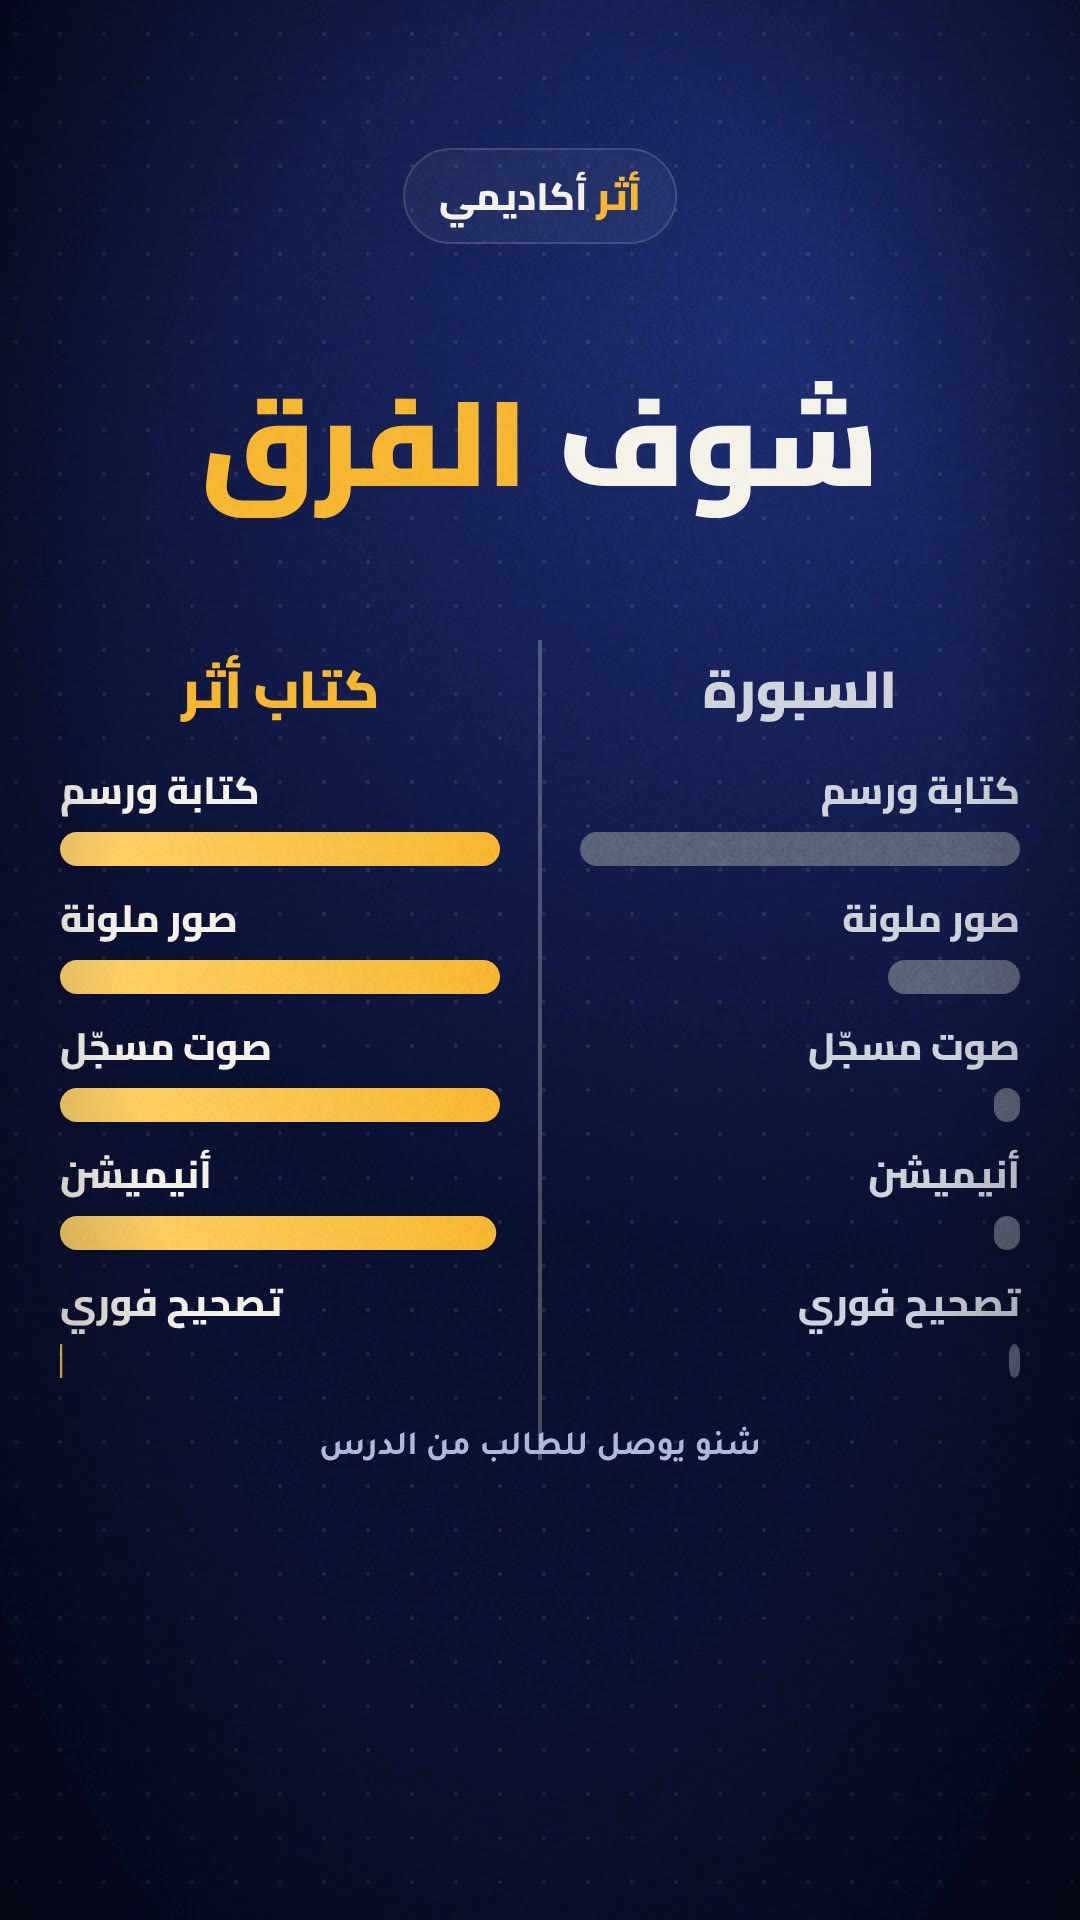 أثر أكاديمي
شوف الفرق
السبورة
كتابة ورسم
صور ملونة
صوت مسجّل
أنيميشن
تصحيح فوري
كتاب أثر
كتابة ورسم
صور ملونة
صوت مسجّل
أنيميشن
تصحيح فوري
شنو يوصل للطالب من الدرس